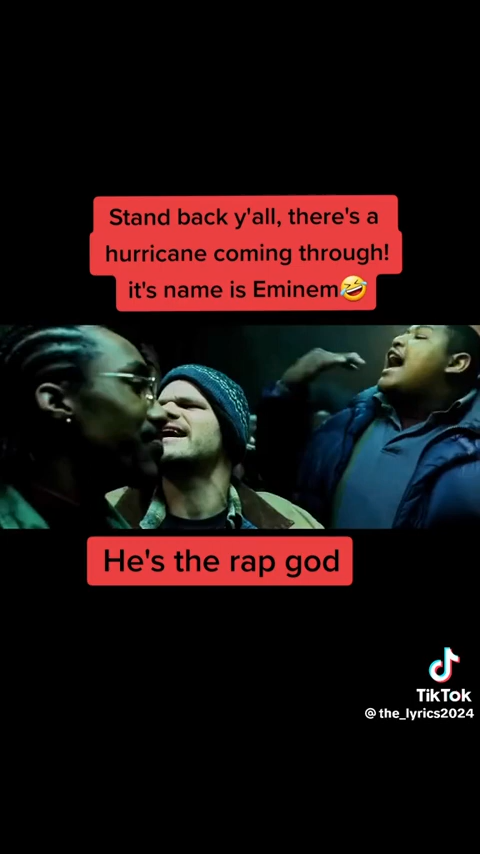 Stand back y'all, there's a
hurricane coming through!
it's name is Eminem🤣
He's the rap god
TikTok
@the_lyrics2024